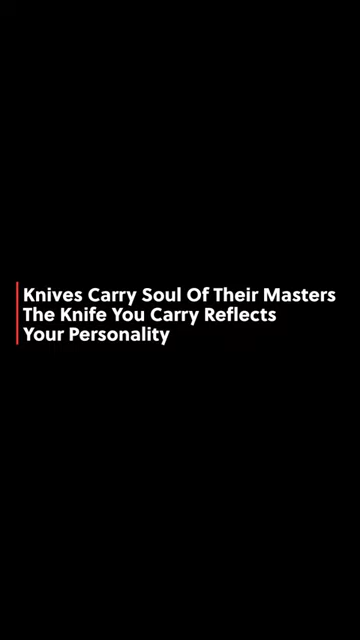 Knives Carry Soul Of Their Masters
The Knife You Carry Reflects
Your Personality